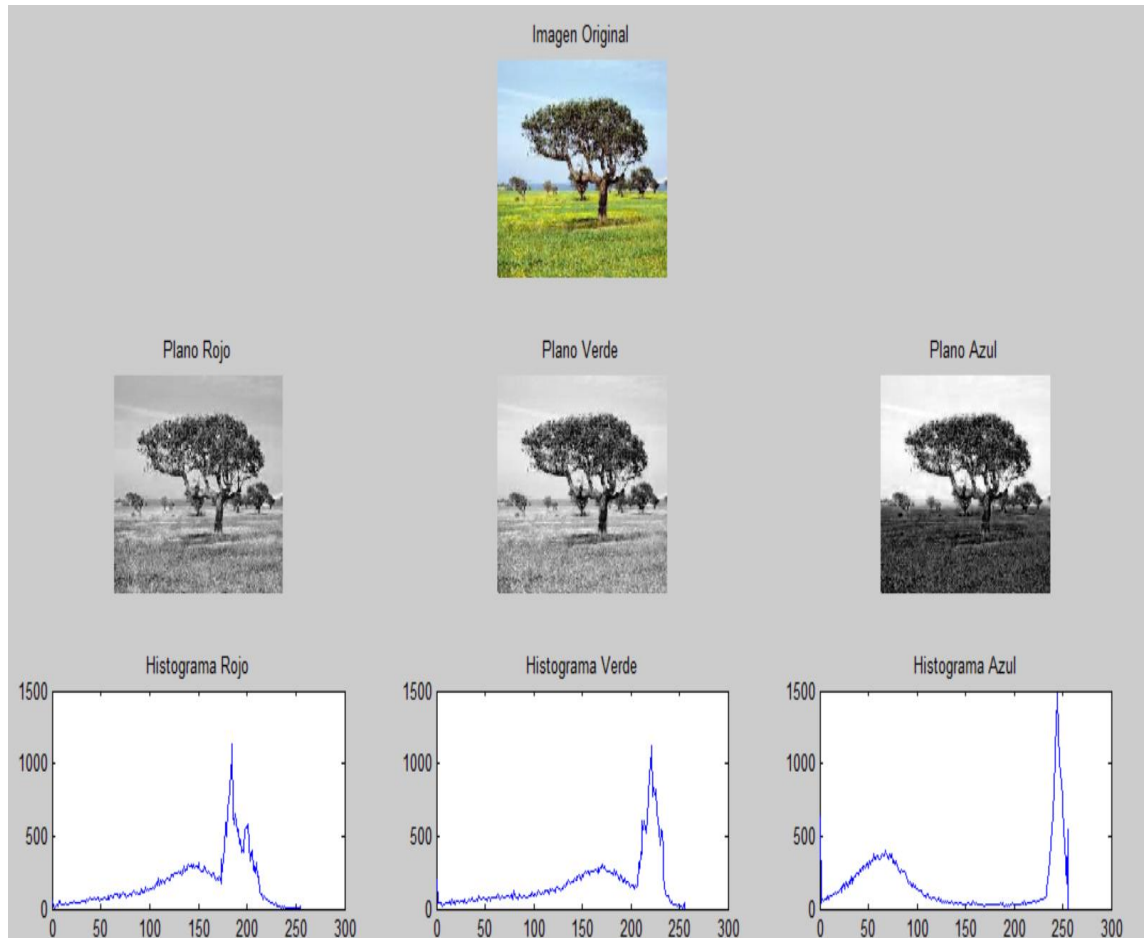 Imagen Original
Plano Rojo
Plano Verde
Plano Azul
Histograma Rojo
Histograma Verde
Histograma Azul
1500
1000
500
0
0 50 100 150 200 250 300
1500
1000
500
0
0 50 100 150 200 250 300
1500
1000
500
0
0 50 100 150 200 250 300